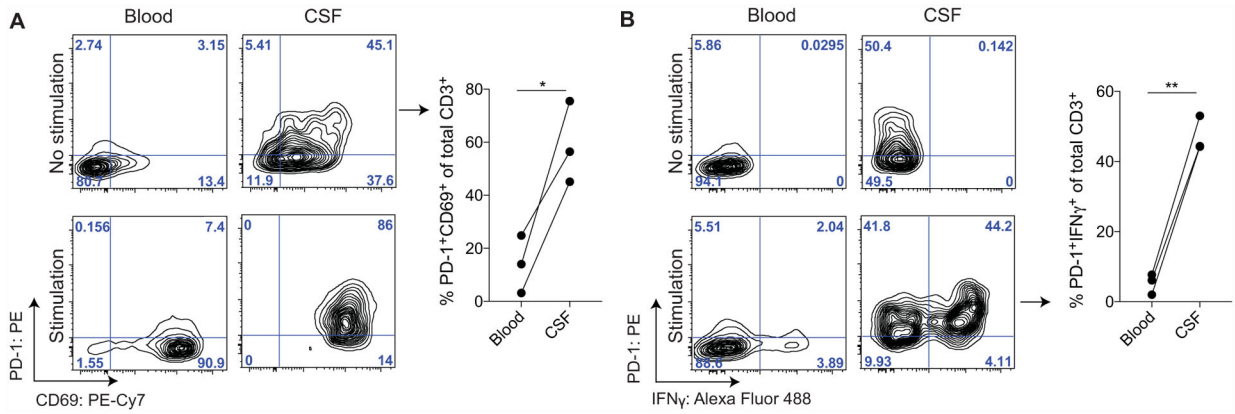 A
Blood
CSF
No stimulation
2.74
3.15
80.7
13.4
5.41
45.1
11.9
37.6
Stimulation
0.156
7.4
1.55
90.9
0
86
0
14
PD-1: PE
CD69: PE-Cy7
% PD-1⁺CD69⁺ of total CD3⁺
80
60
40
20
0
*
Blood
CSF
B
Blood
CSF
No stimulation
5.86
0.0295
94.1
0
50.4
0.142
49.5
0
Stimulation
5.51
2.04
88.6
3.89
41.8
44.2
9.93
4.11
PD-1: PE
IFNγ: Alexa Fluor 488
% PD-1⁺IFNγ⁺ of total CD3⁺
60
40
20
0
**
Blood
CSF